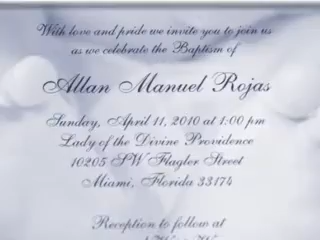 With love and pride we invite you to join us
as we celebrate the Baptism of
Allan Manuel Rojas
Sunday, April 11, 2010 at 1:00 pm
Lady of the Divine Providence
10205 SW Flagler Street
Miami, Florida 33174
Reception to follow at